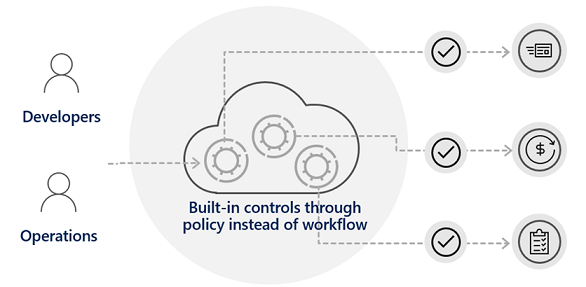 Developers
Operations
Built-in controls through
policy instead of workflow
$